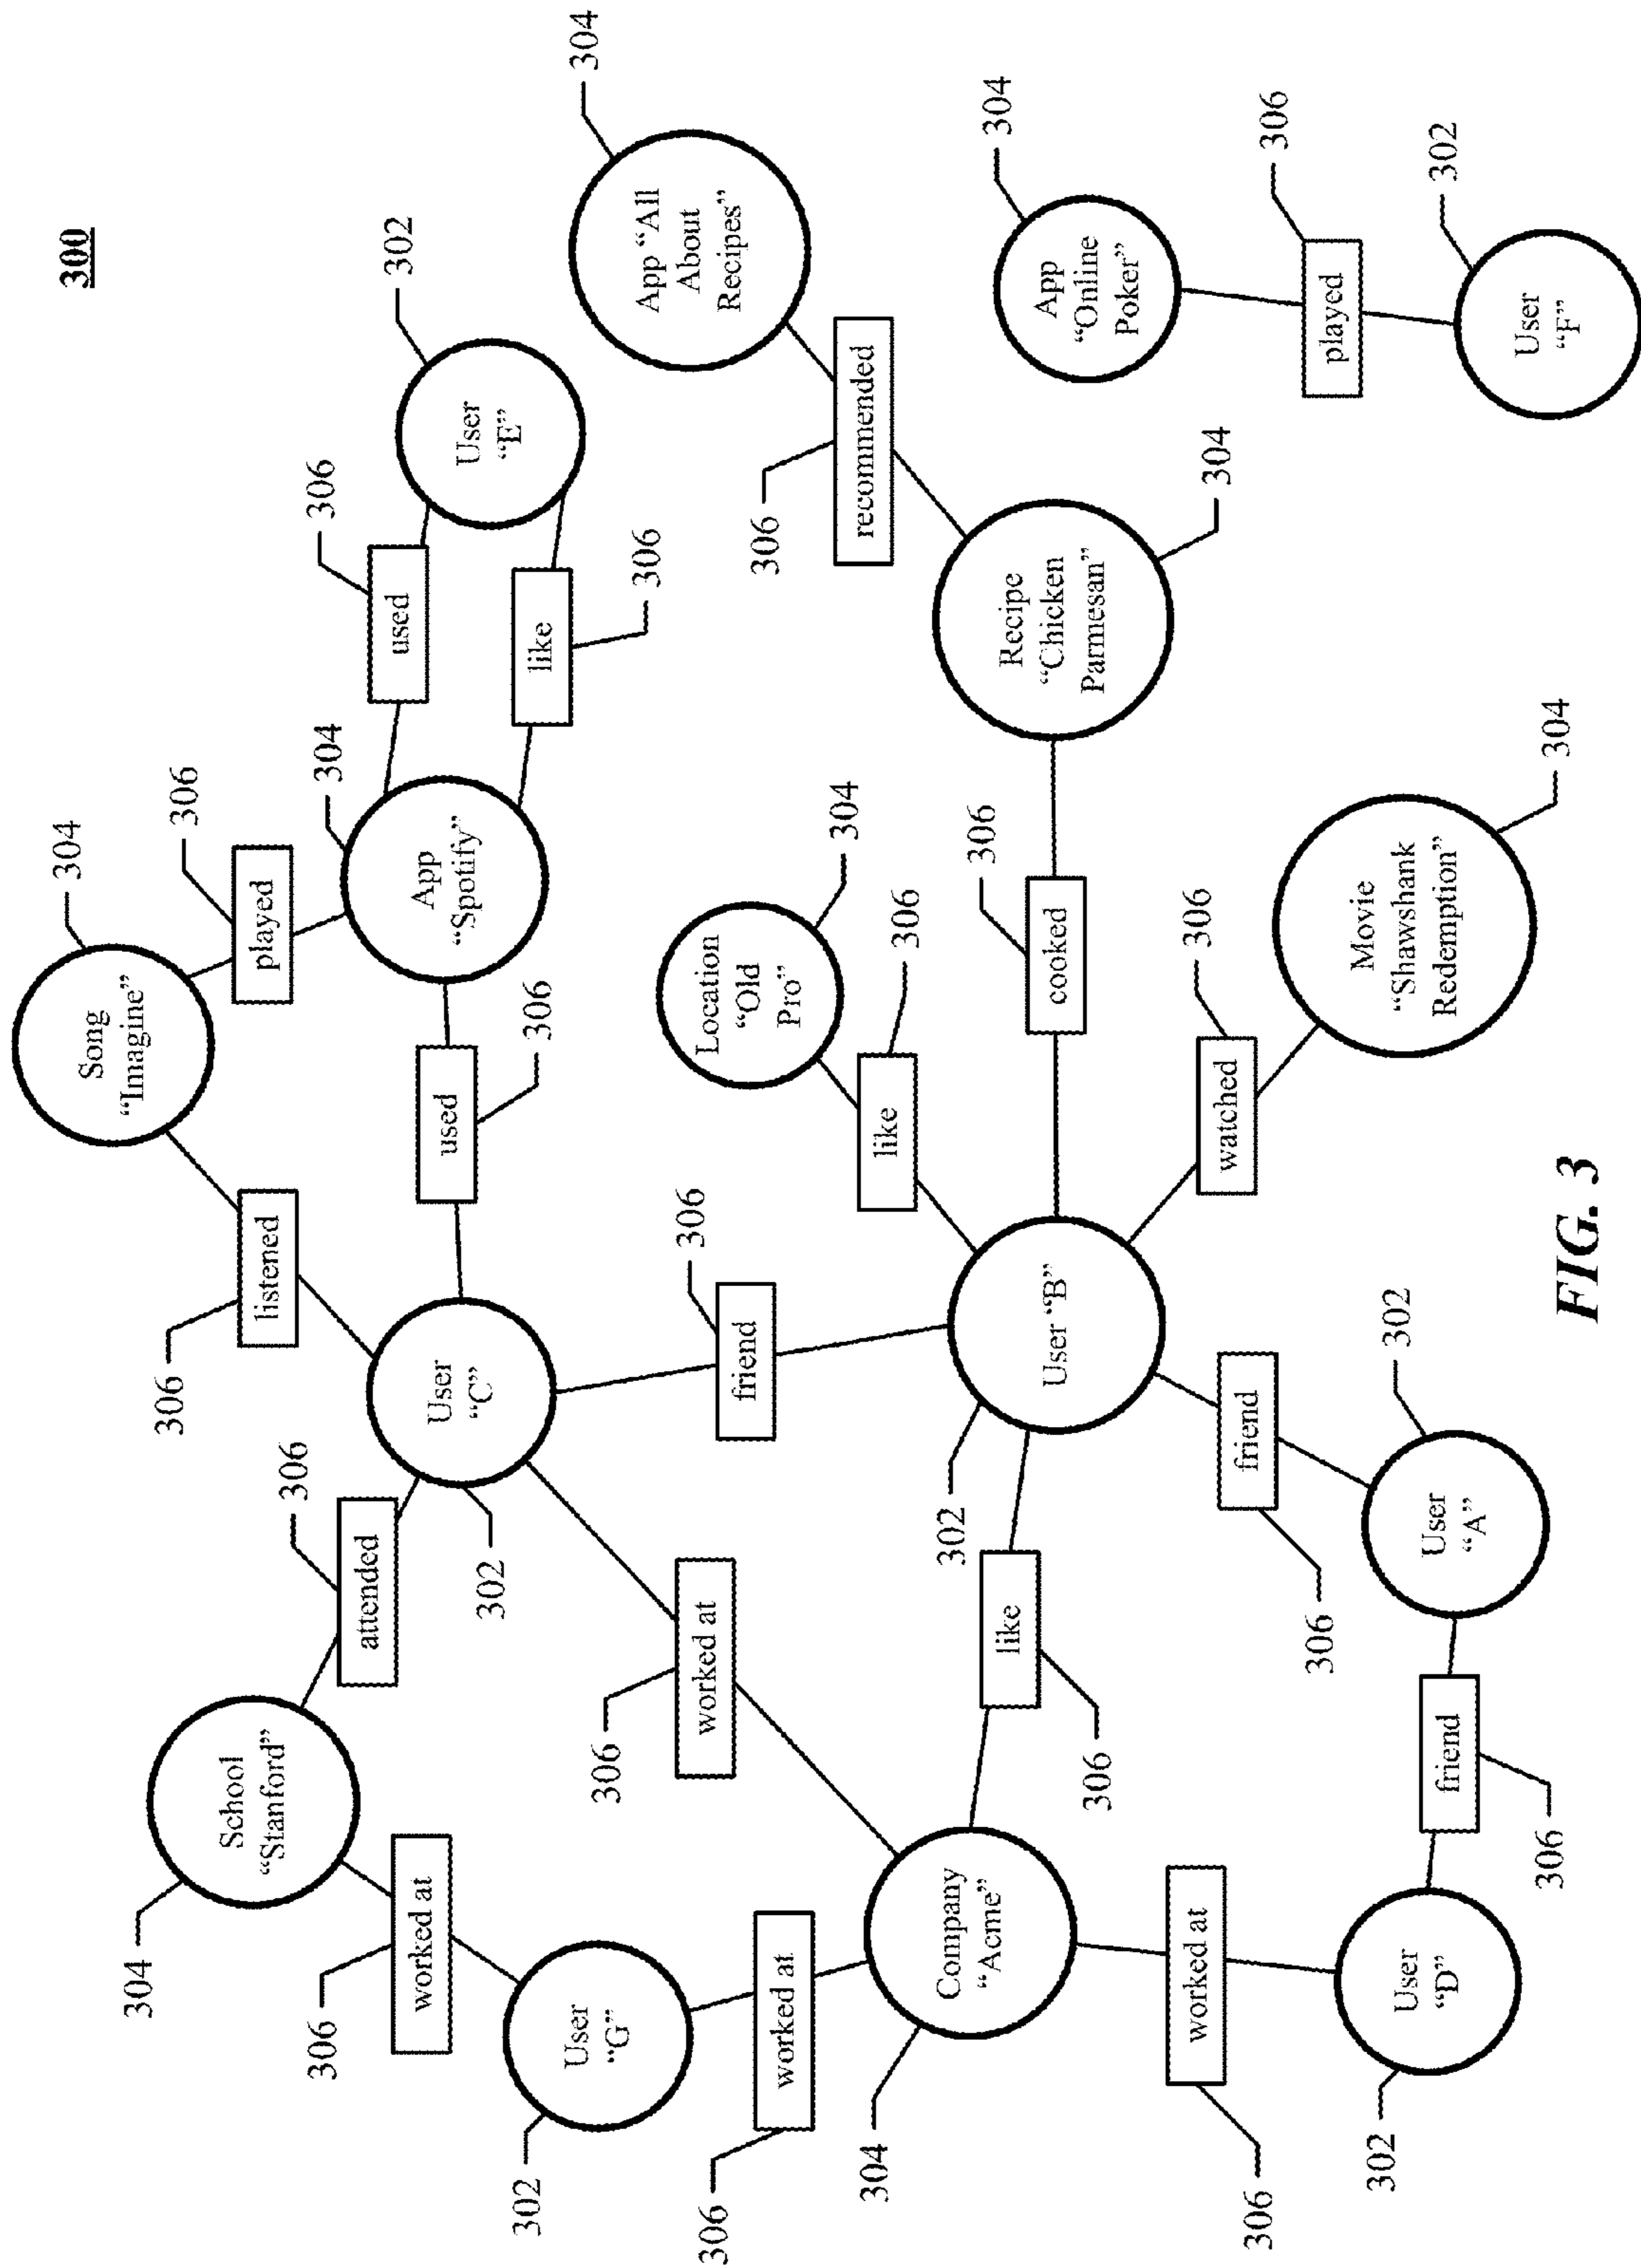 300
304
Song
"Imagine"
304
School
"Stanford"
306
306
attended
306
listened
306
played
306
worked at
304
306
used
302
302
User
"G"
302
User
"C"
306
used
App
"Spotify"
306
like
User
"E"
302
306
worked at
306
worked at
306
friend
Location
"Old
Pro"
304
306
recommended
App "All
About
Recipes"
304
304
Company
"Acme"
like
306
302
User "B"
like
306
306
cooked
Recipe
"Chicken
Parmesan"
304
App
"Online
Poker"
304
306
worked at
306
friend
306
watched
306
played
306
302
User
"D"
306
friend
User
"A"
302
Movie
"Shawshank
Redemption"
304
User
"F"
302
FIG. 3